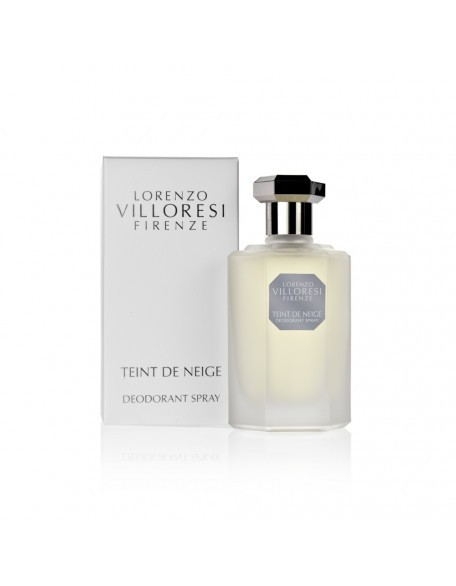 LORENZO
VILLORESI
FIRENZE
TEINT DE NEIGE
DEODORANT SPRAY
LORENZO
VILLORESI
FIRENZE
TEINT DE NEIGE
DEODORANT SPRAY